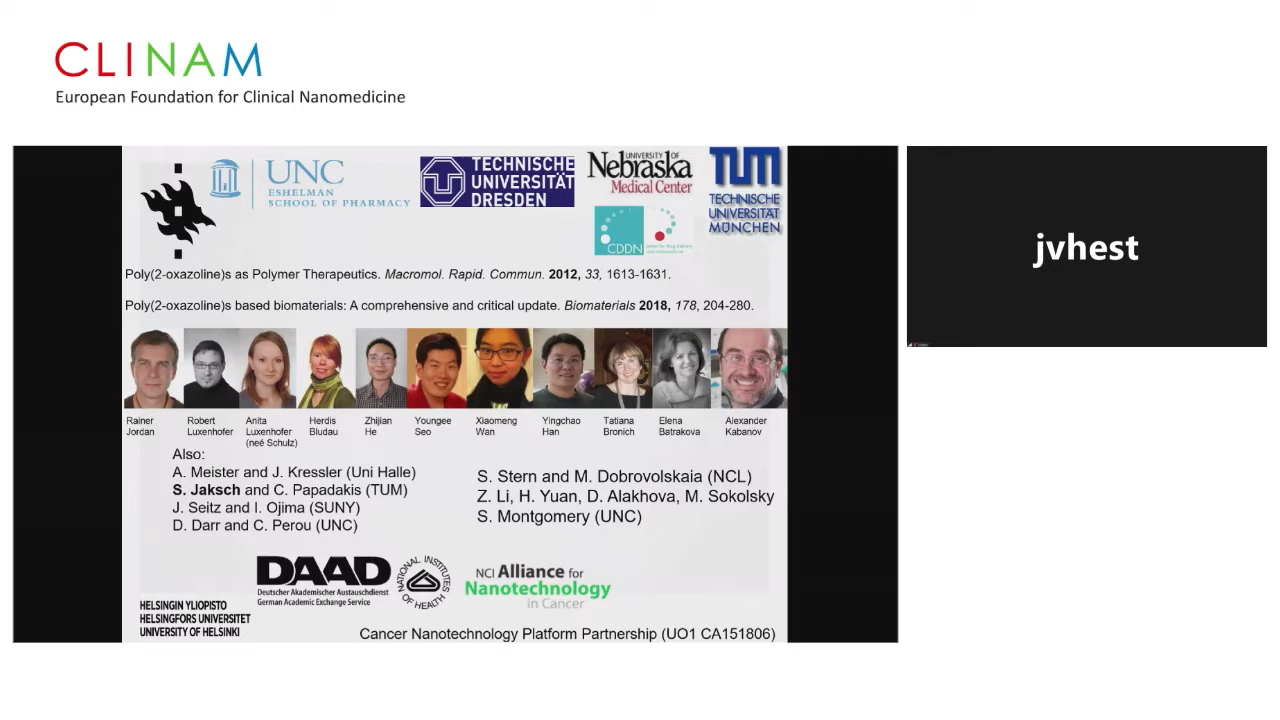 CLINAM
European Foundation for Clinical Nanomedicine
UNC
ESHELMAN
SCHOOL OF PHARMACY
TECHNISCHE
UNIVERSITÄT
DRESDEN
UNIVERSITY OF
Nebraska
Medical Center
TUM
TECHNISCHE
UNIVERSITÄT
MÜNCHEN
CDDN
Poly(2-oxazoline)s as Polymer Therapeutics. Macromol. Rapid. Commun. 2012, 33, 1613-1631.
Poly(2-oxazoline)s based biomaterials: A comprehensive and critical update. Biomaterials 2018, 178, 204-280.
Rainer Jordan
Robert Luxenhofer
Anita Luxenhofer (neé Schulz)
Herdis Bludau
Zhijian He
Youngee Seo
Xiaomeng Wan
Yingchao Han
Tatiana Bronich
Elena Batrakova
Alexander Kabanov
Also:
A. Meister and J. Kressler (Uni Halle)
S. Jaksch and C. Papadakis (TUM)
J. Seitz and I. Ojima (SUNY)
D. Darr and C. Perou (UNC)
S. Stern and M. Dobrovolskaia (NCL)
Z. Li, H. Yuan, D. Alakhova, M. Sokolsky
S. Montgomery (UNC)
DAAD
Deutscher Akademischer Austauschdienst
German Academic Exchange Service
NATIONAL INSTITUTES OF HEALTH
NCI Alliance for
Nanotechnology
in Cancer
HELSINGIN YLIOPISTO
HELSINGFORS UNIVERSITET
UNIVERSITY OF HELSINKI
Cancer Nanotechnology Platform Partnership (UO1 CA151806)
jvhest